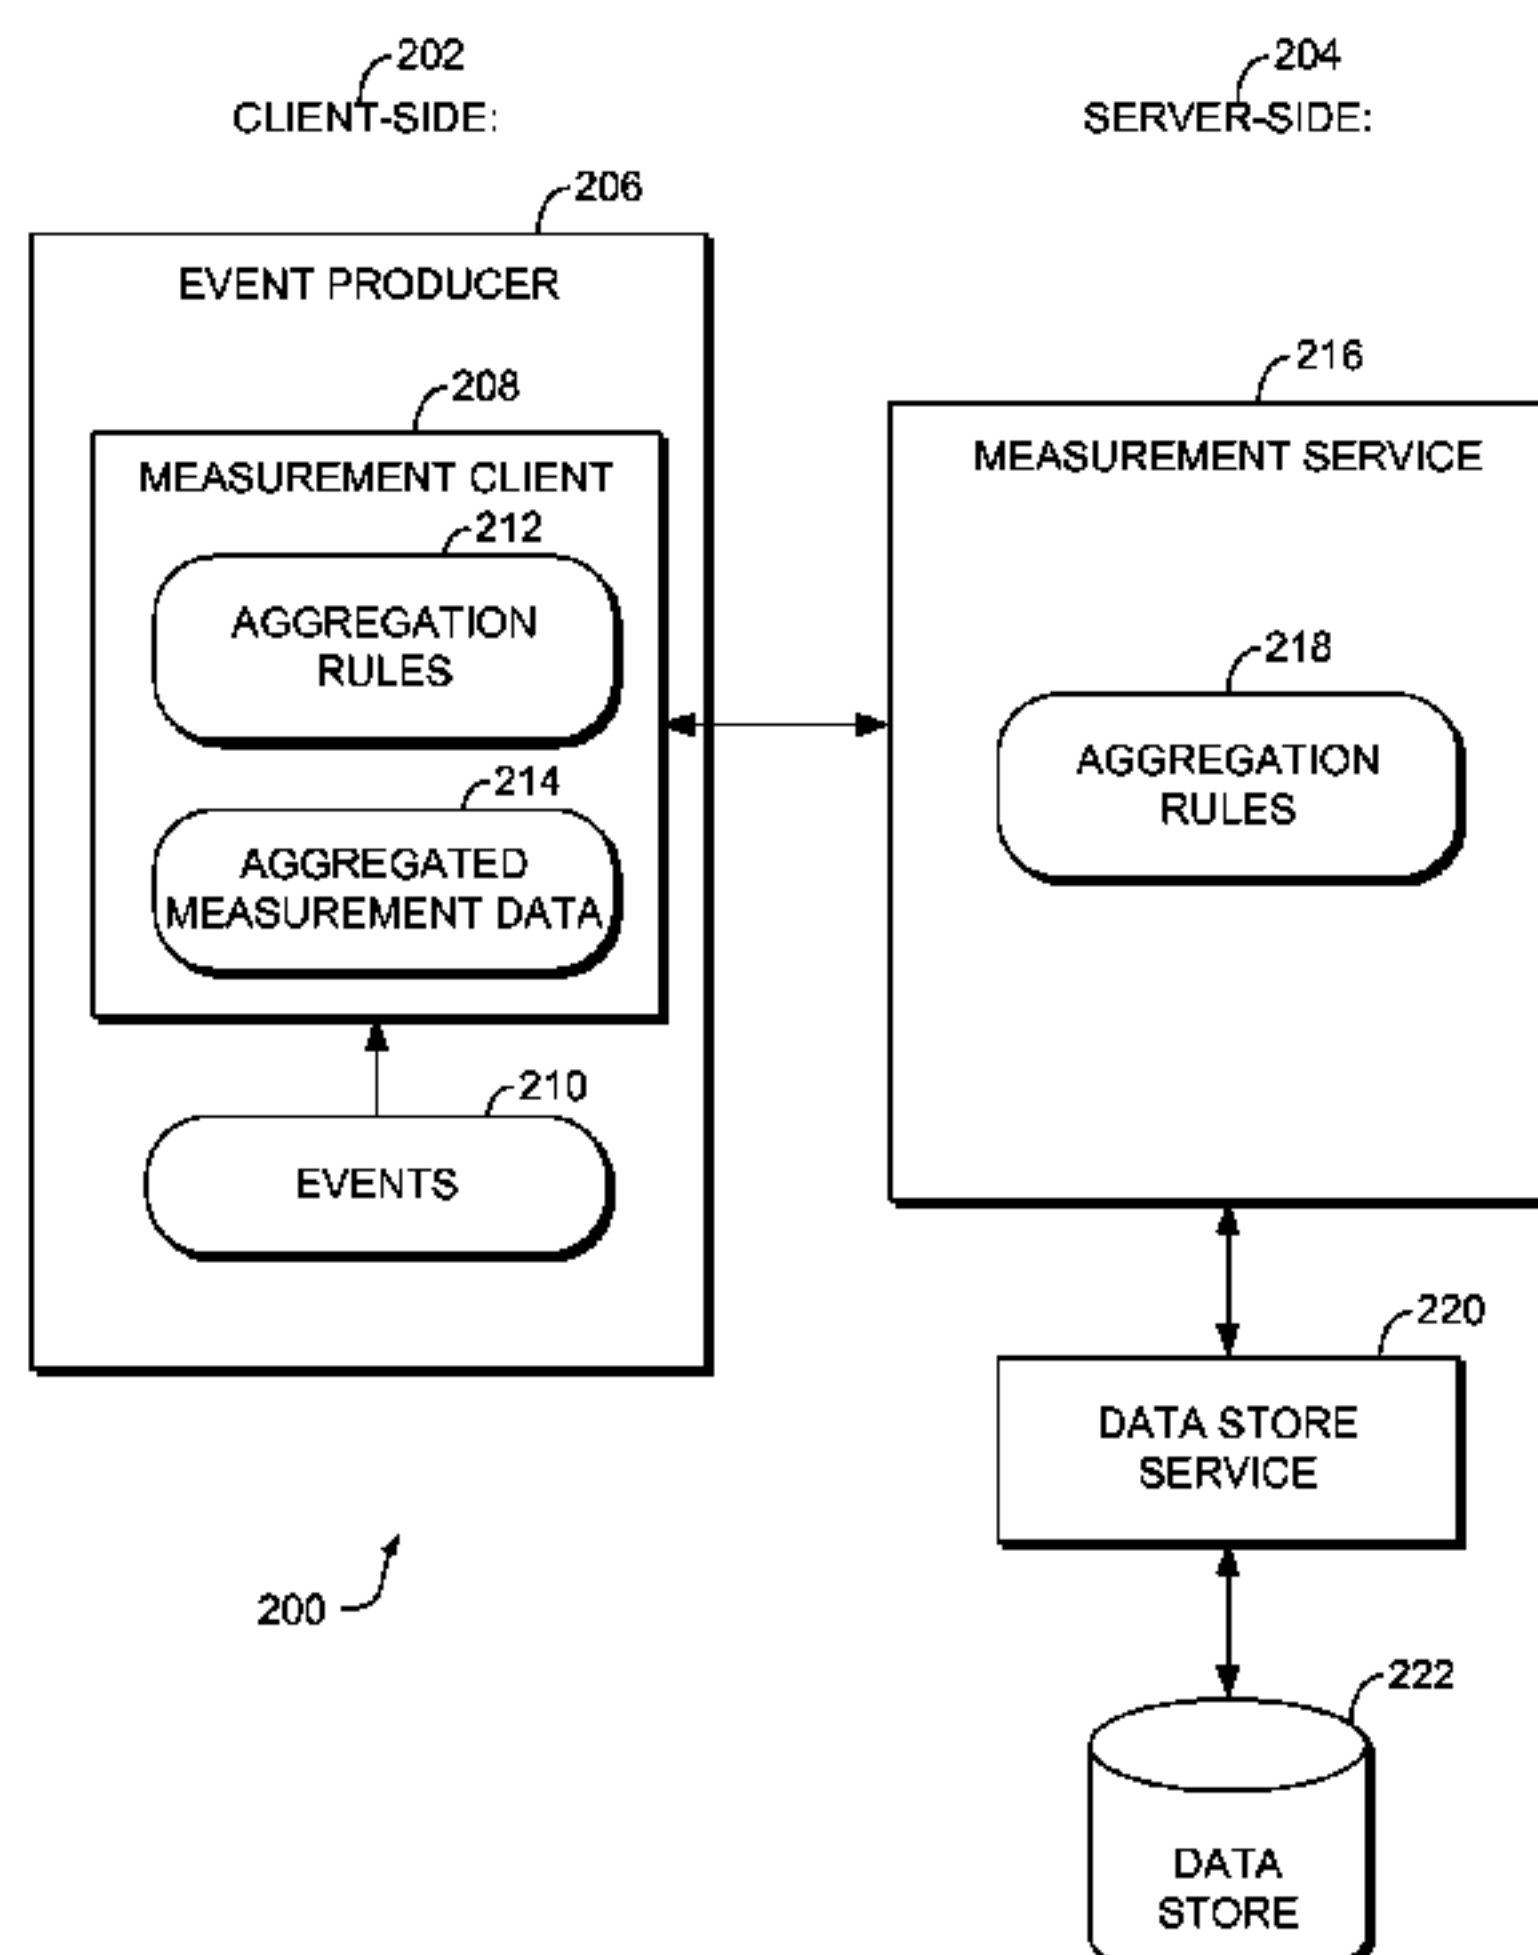 202
CLIENT-SIDE:
204
SERVER-SIDE:
206
EVENT PRODUCER
208
MEASUREMENT CLIENT
212
AGGREGATION
RULES
214
AGGREGATED
MEASUREMENT DATA
210
EVENTS
216
MEASUREMENT SERVICE
218
AGGREGATION
RULES
220
DATA STORE
SERVICE
222
DATA
STORE
200